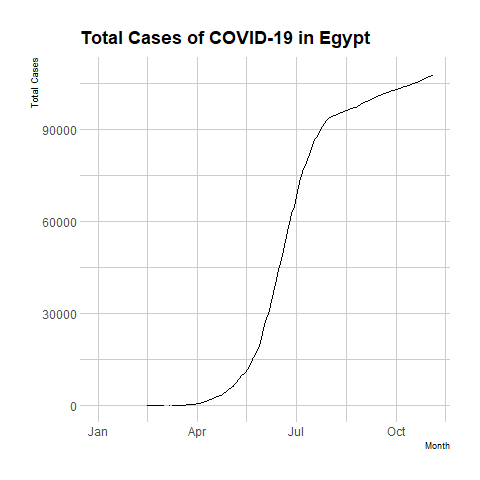 Total Cases of COVID-19 in Egypt
Total Cases
90000
60000
30000
0
Jan Apr Jul Oct
Month